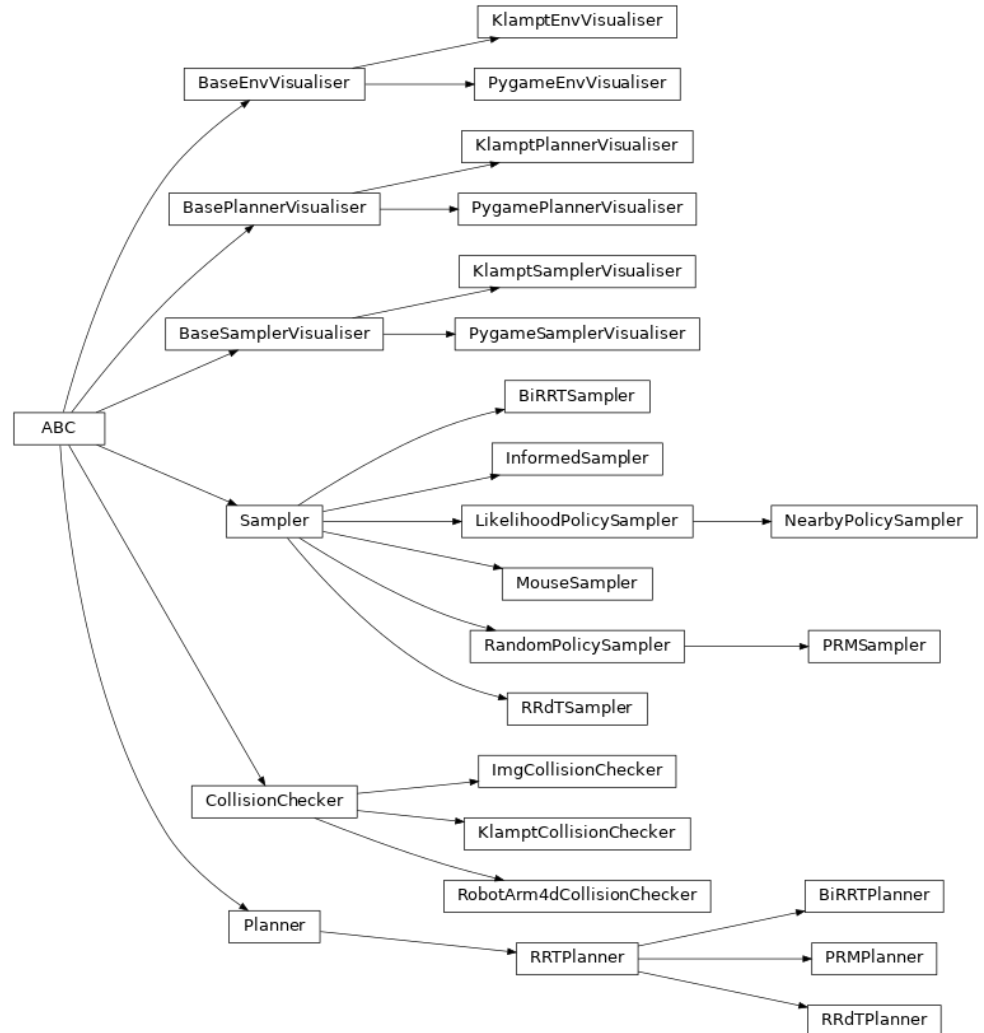 KlamptEnvVisualiser
BaseEnvVisualiser
PygameEnvVisualiser
KlamptPlannerVisualiser
BasePlannerVisualiser
PygamePlannerVisualiser
KlamptSamplerVisualiser
BaseSamplerVisualiser
PygameSamplerVisualiser
BiRRTSampler
ABC
InformedSampler
Sampler
LikelihoodPolicySampler
NearbyPolicySampler
MouseSampler
RandomPolicySampler
PRMSampler
RRdTSampler
ImgCollisionChecker
CollisionChecker
KlamptCollisionChecker
RobotArm4dCollisionChecker
BiRRTPlanner
Planner
RRTPlanner
PRMPlanner
RRdTPlanner